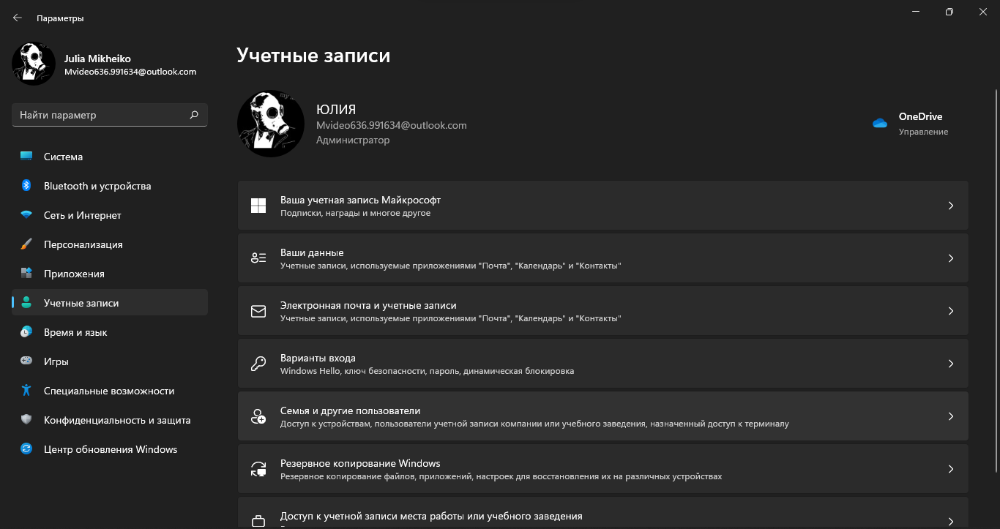 Параметры
Julia Mikheiko
Mvideo636.991634@outlook.com
Найти параметр
Система
Bluetooth и устройства
Сеть и Интернет
Персонализация
Приложения
Учетные записи
Время и язык
Игры
Специальные возможности
Конфиденциальность и защита
Центр обновления Windows
Учетные записи
my
ЮЛИЯ
Mvideo636.991634@outlook.com
Администратор
OneDrive
Управление
Ваша учетная запись Майкрософт
Подписки, награды и многое другое
Ваши данные
Учетные записи, используемые приложениями "Почта", "Календарь" и "Контакты"
Электронная почта и учетные записи
Учетные записи, используемые приложениями "Почта", "Календарь" и "Контакты"
Варианты входа
Windows Hello, ключ безопасности, пароль, динамическая блокировка
Семья и другие пользователи
Доступ к устройствам, пользователи учетной записи компании или учебного заведения, назначенный доступ к терминалу
Резервное копирование Windows
Резервное копирование файлов, приложений, настроек для восстановления их на различных устройствах
Доступ к учетной записи места работы или учебного заведения